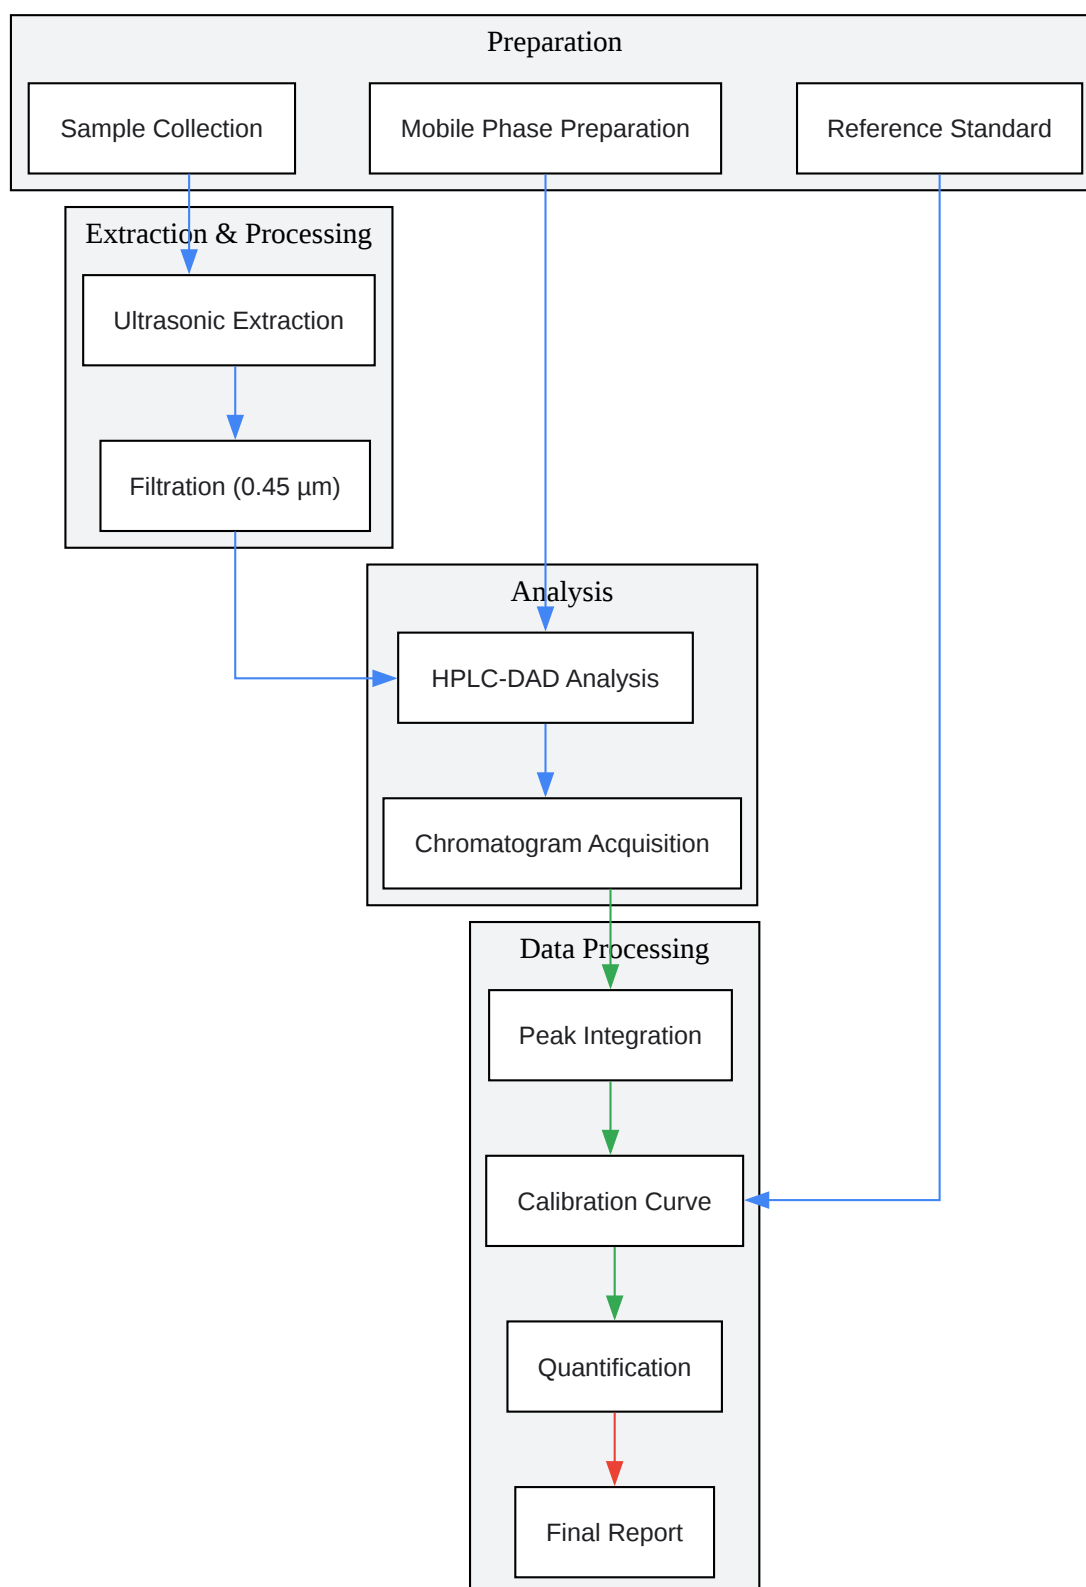 Preparation
Sample Collection
Mobile Phase Preparation
Reference Standard
Extraction & Processing
Ultrasonic Extraction
Filtration (0.45 µm)
Analysis
HPLC-DAD Analysis
Chromatogram Acquisition
Data Processing
Peak Integration
Calibration Curve
Quantification
Final Report